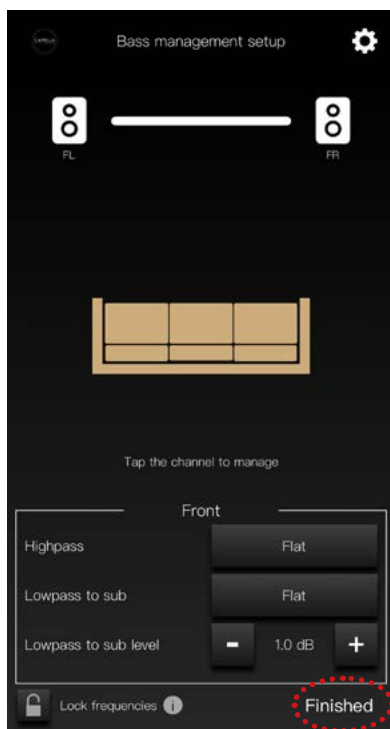 CAPELLA
Bass management setup
FL
FR
Tap the channel to manage
Front
Highpass
Flat
Lowpass to sub
Flat
Lowpass to sub level
-
1.0 dB
+
Lock frequencies i
Finished